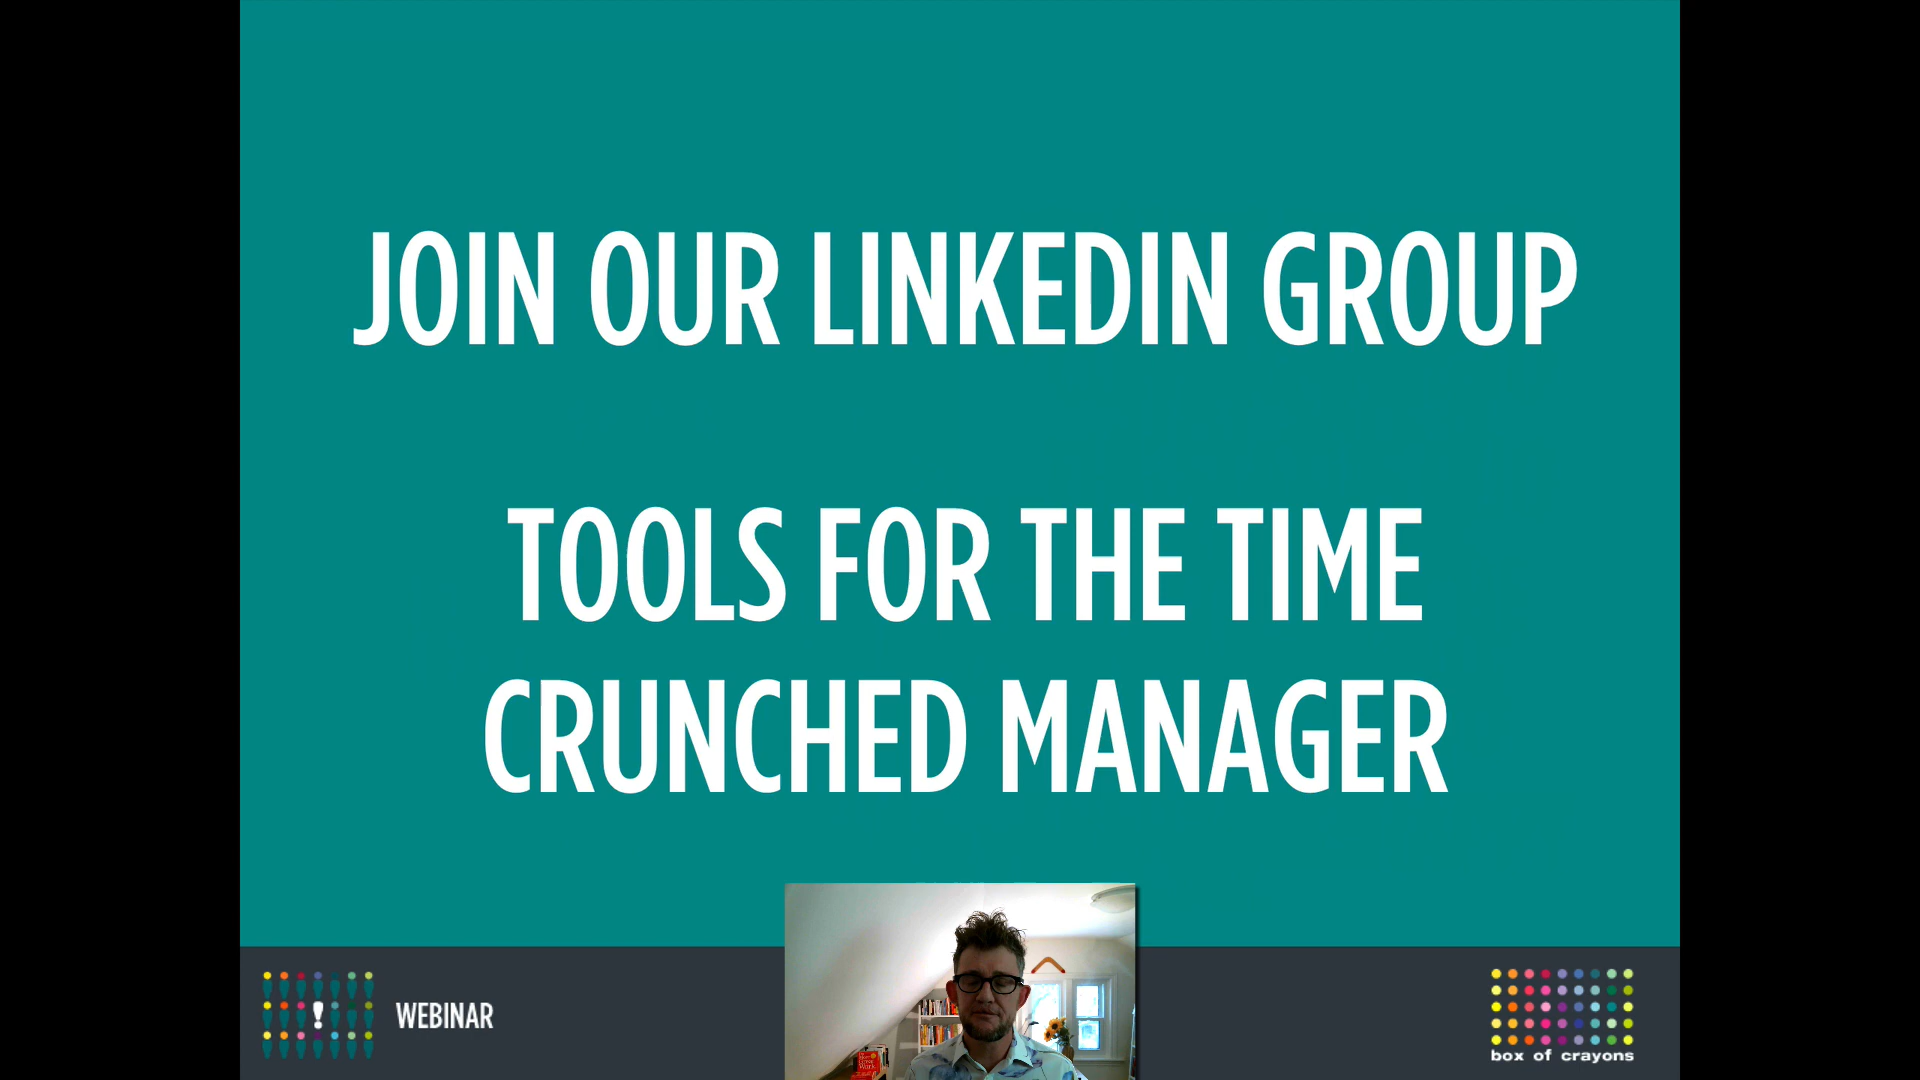 JOIN OUR LINKEDIN GROUP
TOOLS FOR THE TIME
CRUNCHED MANAGER
WEBINAR
box of crayons